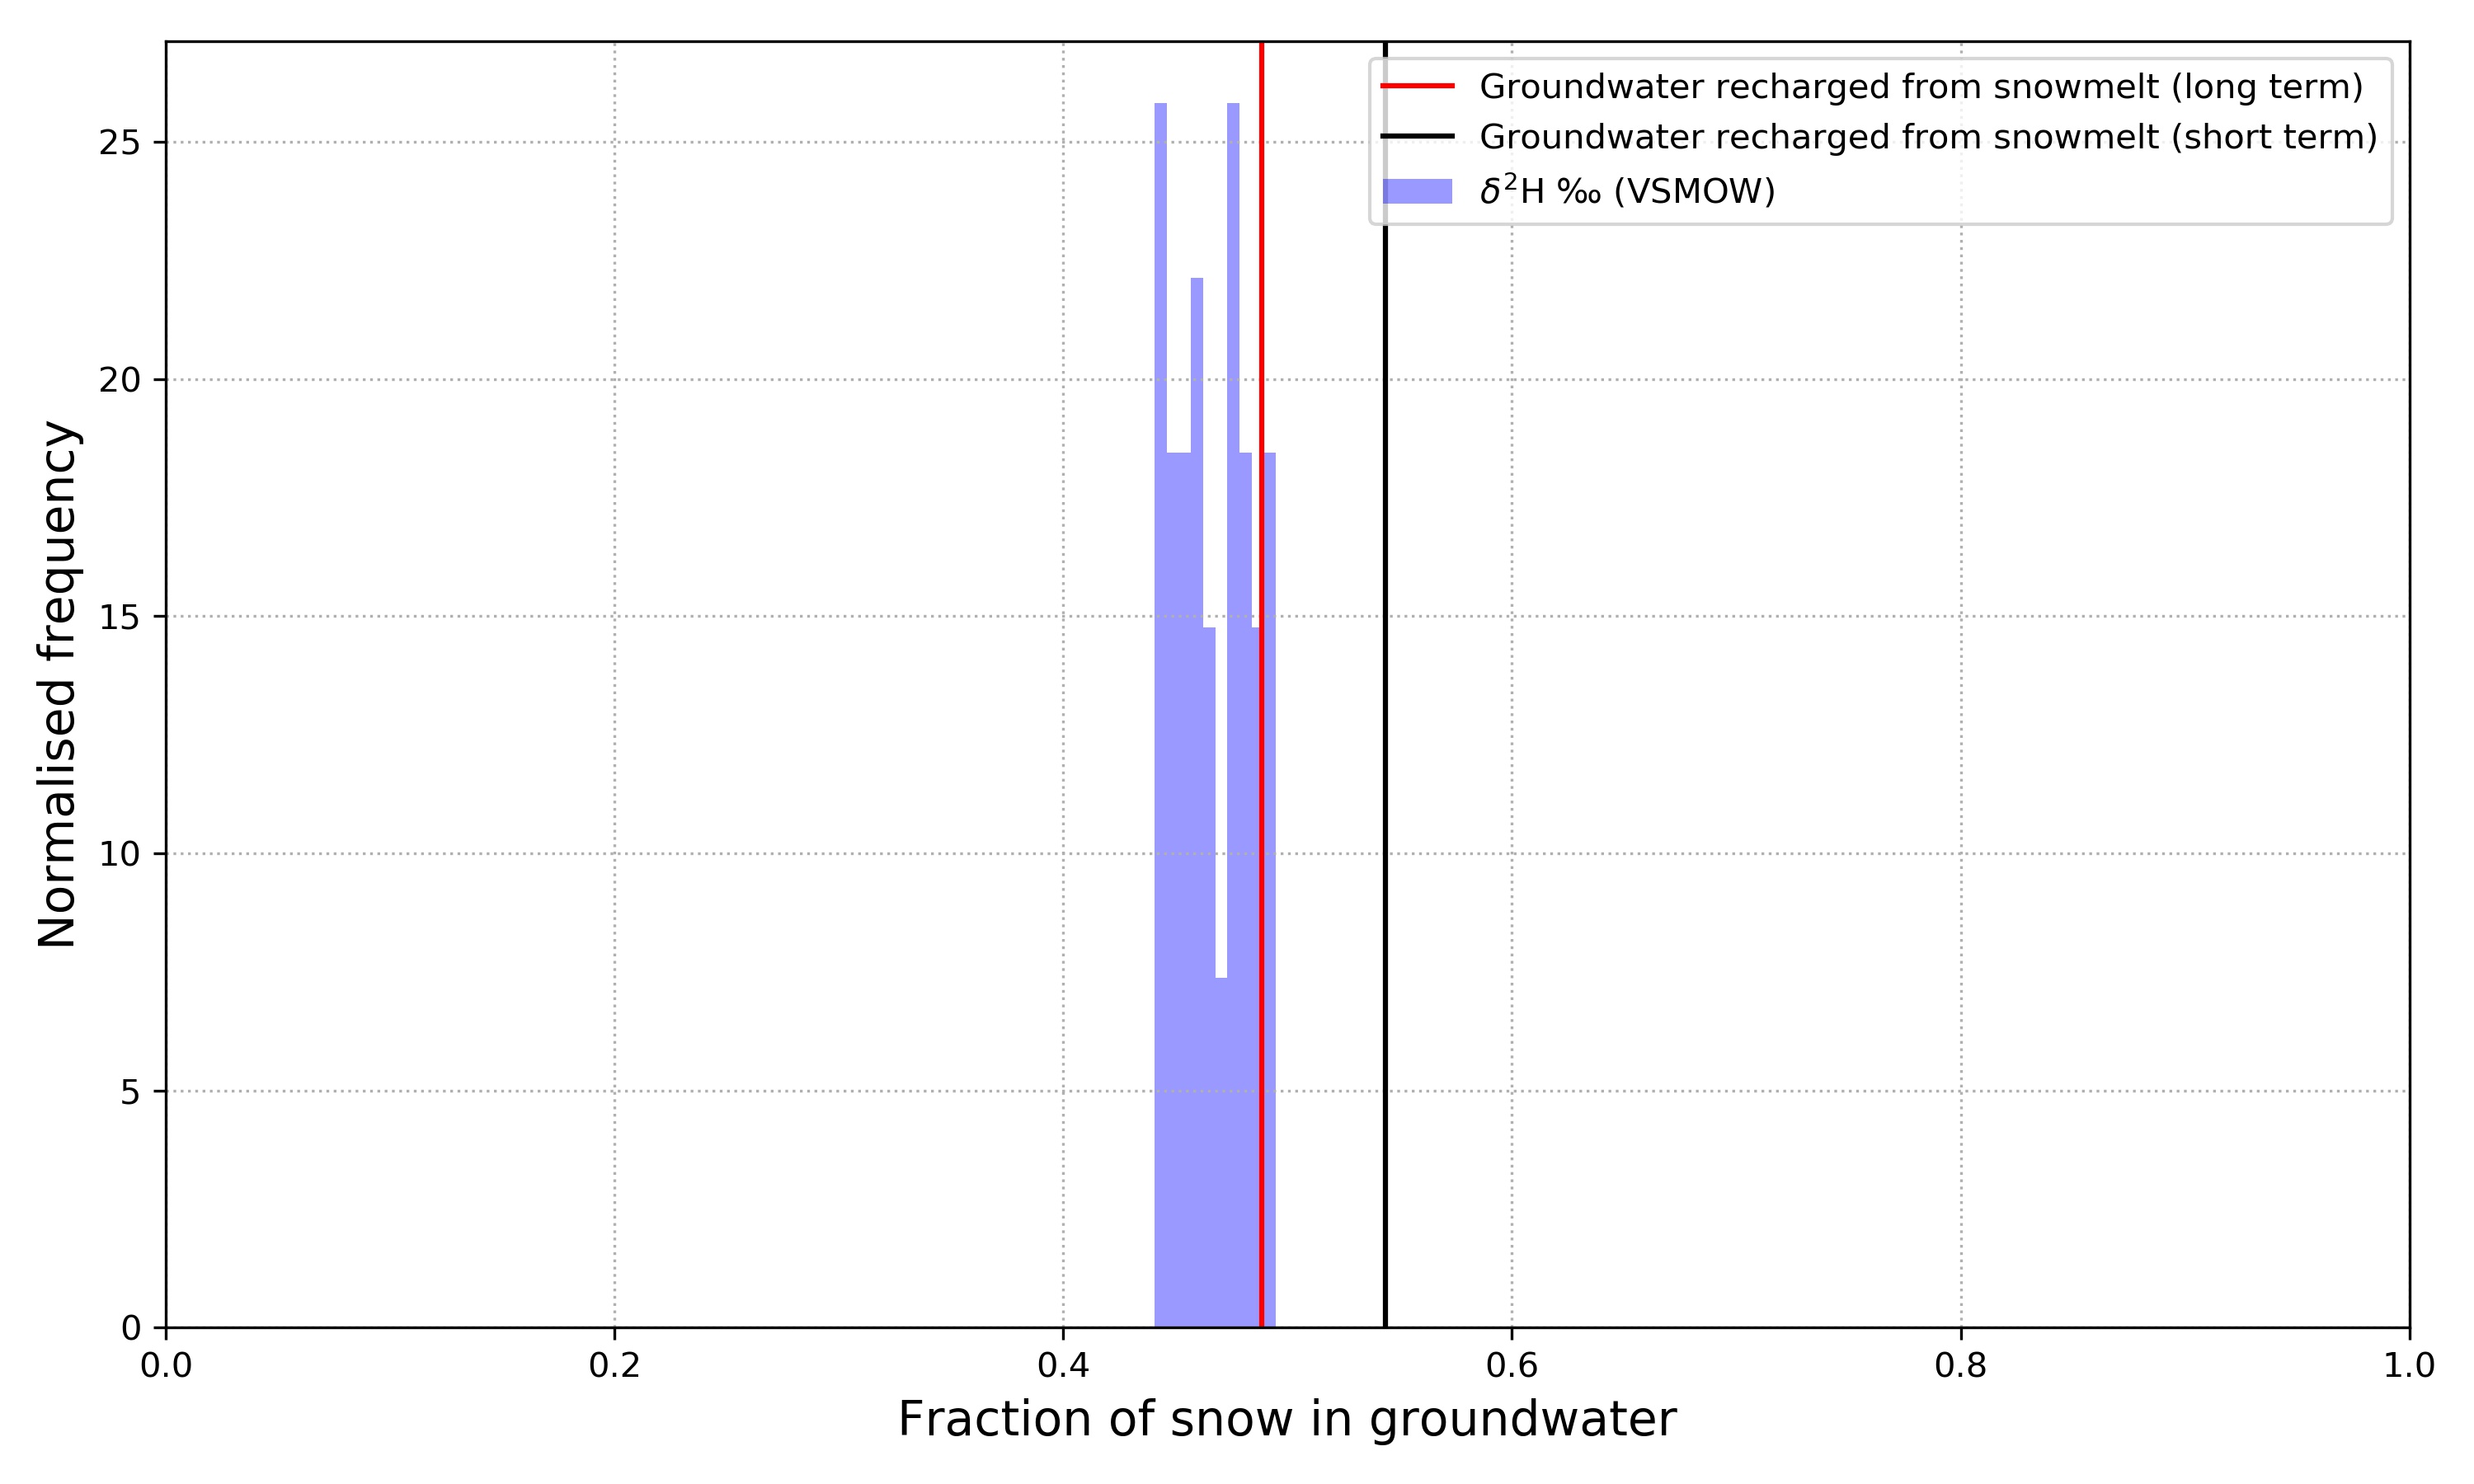 Groundwater recharged from snowmelt (long term)
Groundwater recharged from snowmelt (short term)
δ²H ‰ (VSMOW)
25
20
15
10
5
0
Normalised frequency
0.0 0.2 0.4 0.6 0.8 1.0
Fraction of snow in groundwater